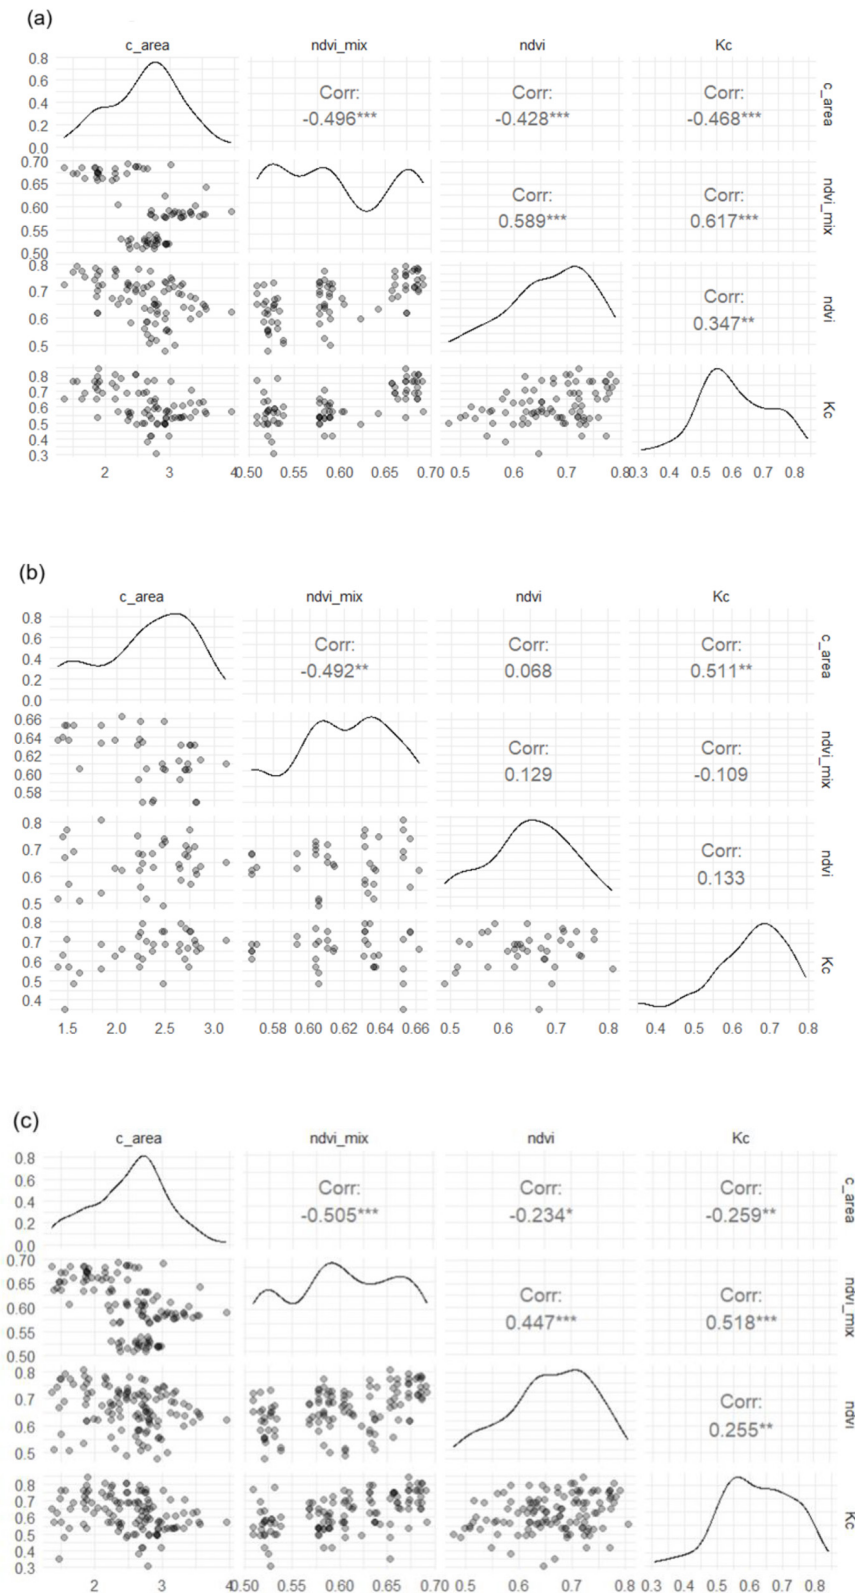 (a)
c_area ndvi_mix ndvi Kc
0.8
0.6
0.4
0.2
0.0
Corr:
-0.496***
Corr:
-0.428***
Corr:
-0.468***
c_area
0.70
0.65
0.60
0.55
0.50
Corr:
0.589***
Corr:
0.617***
ndvi_mix
0.8
0.7
0.6
0.5
Corr:
0.347**
ndvi
0.8
0.7
0.6
0.5
0.4
0.3
Kc
2 3 4 0.50 0.55 0.60 0.65 0.70 0.5 0.6 0.7 0.8 0.3 0.4 0.5 0.6 0.7 0.8
(b)
c_area ndvi_mix ndvi Kc
0.8
0.6
0.4
0.2
0.0
Corr:
-0.492**
Corr:
0.068
Corr:
0.511**
c_area
0.66
0.64
0.62
0.60
0.58
Corr:
0.129
Corr:
-0.109
ndvi_mix
0.8
0.7
0.6
0.5
Corr:
0.133
ndvi
0.8
0.7
0.6
0.5
0.4
Kc
1.5 2.0 2.5 3.0 0.58 0.60 0.62 0.64 0.66 0.5 0.6 0.7 0.8 0.4 0.5 0.6 0.7 0.8
(c)
c_area ndvi_mix ndvi Kc
0.8
0.6
0.4
0.2
0.0
Corr:
-0.505***
Corr:
-0.234*
Corr:
-0.259**
c_area
0.70
0.65
0.60
0.55
0.50
Corr:
0.447***
Corr:
0.518***
ndvi_mix
0.8
0.7
0.6
0.5
Corr:
0.255**
ndvi
0.8
0.7
0.6
0.5
0.4
0.3
Kc
2 3 4 0.50 0.55 0.60 0.65 0.70 0.5 0.6 0.7 0.8 0.3 0.4 0.5 0.6 0.7 0.8